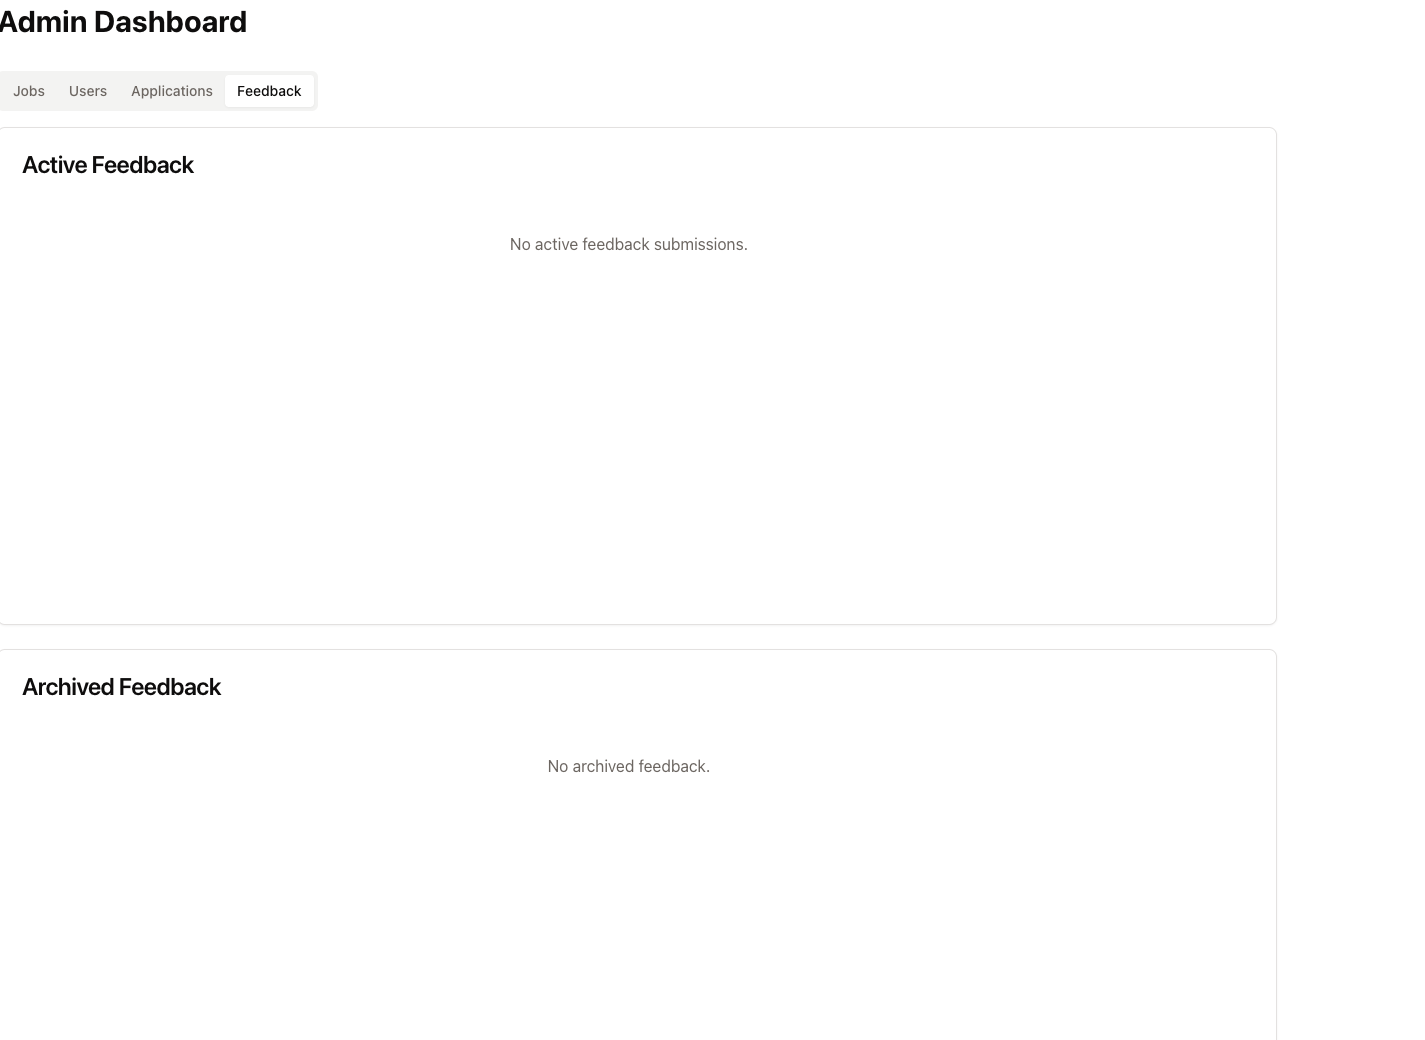 Admin Dashboard
Jobs Users Applications Feedback
Active Feedback
No active feedback submissions.
Archived Feedback
No archived feedback.